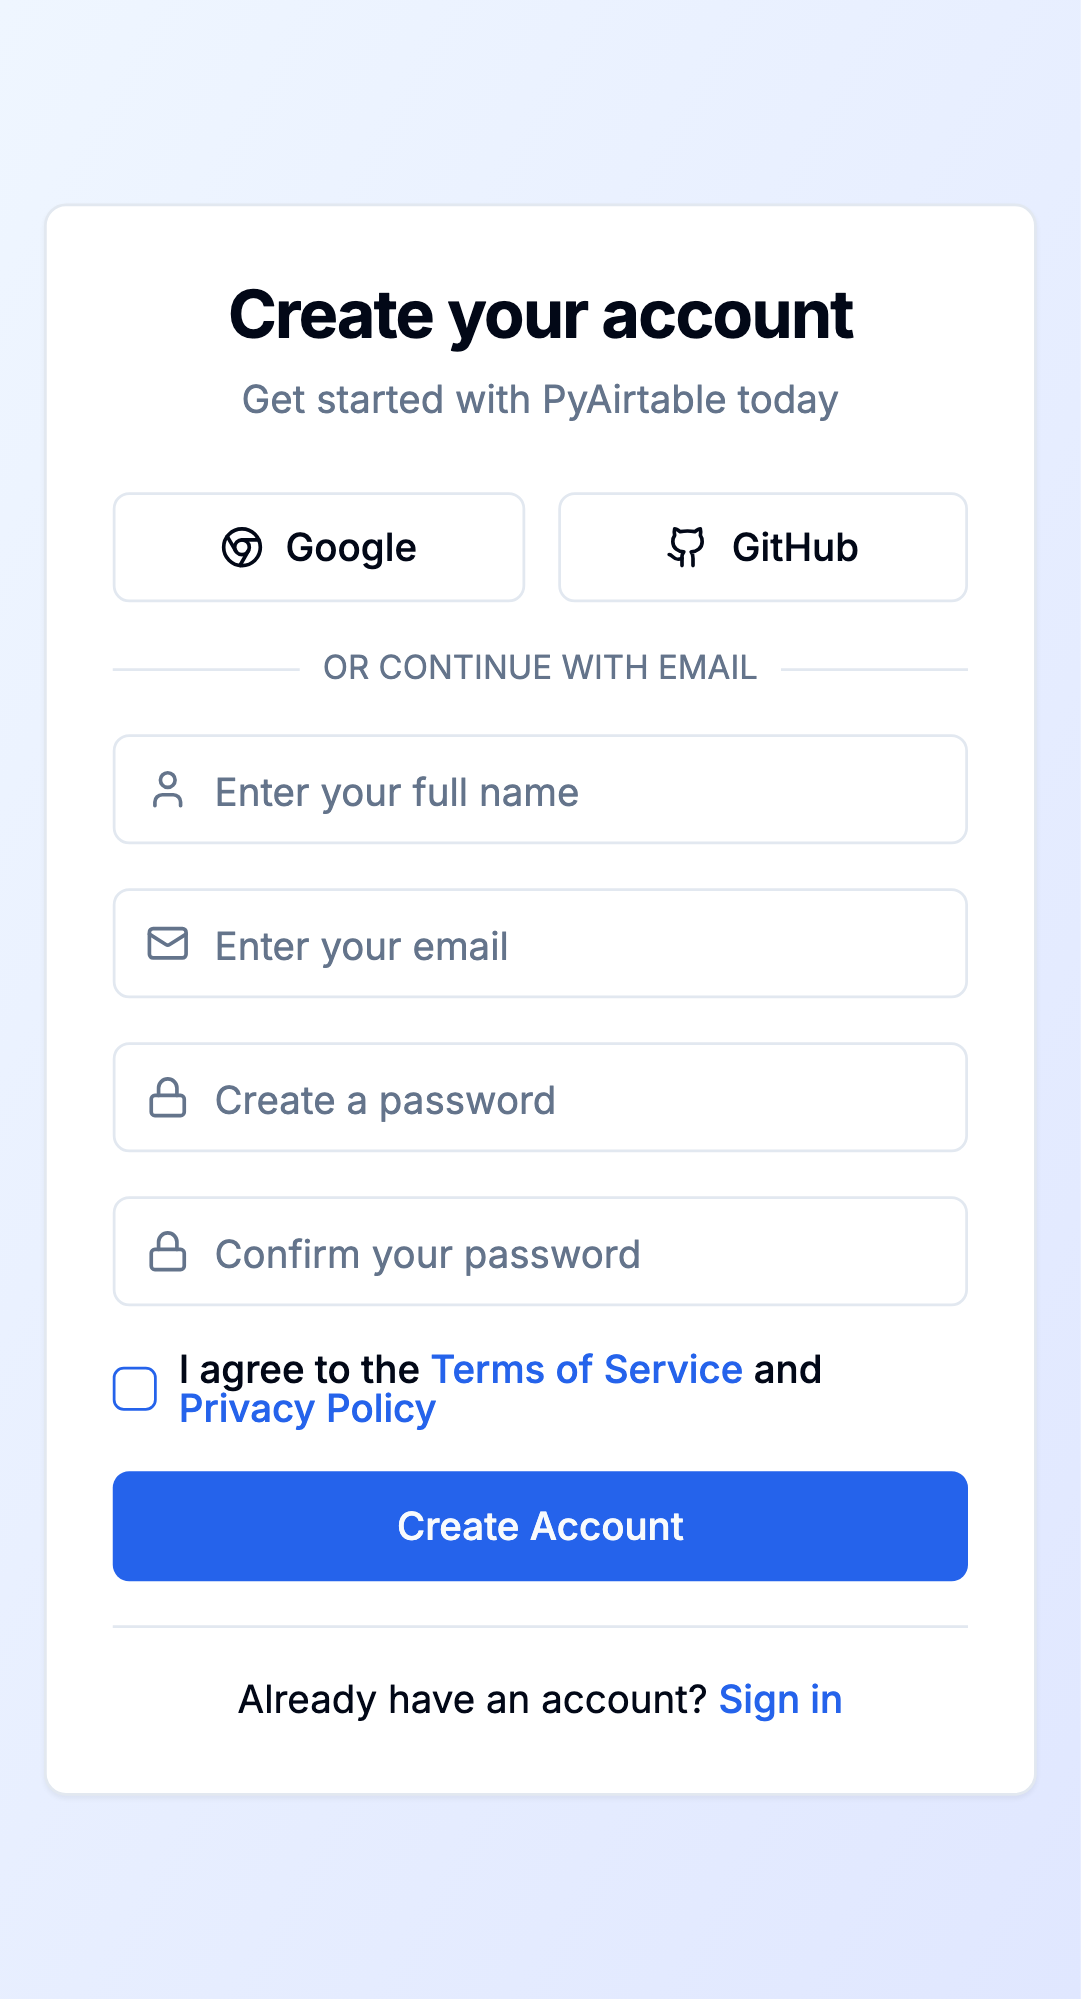 Create your account
Get started with PyAirtable today
Google
GitHub
OR CONTINUE WITH EMAIL
Enter your full name
Enter your email
Create a password
Confirm your password
I agree to the Terms of Service and
Privacy Policy
Create Account
Already have an account? Sign in